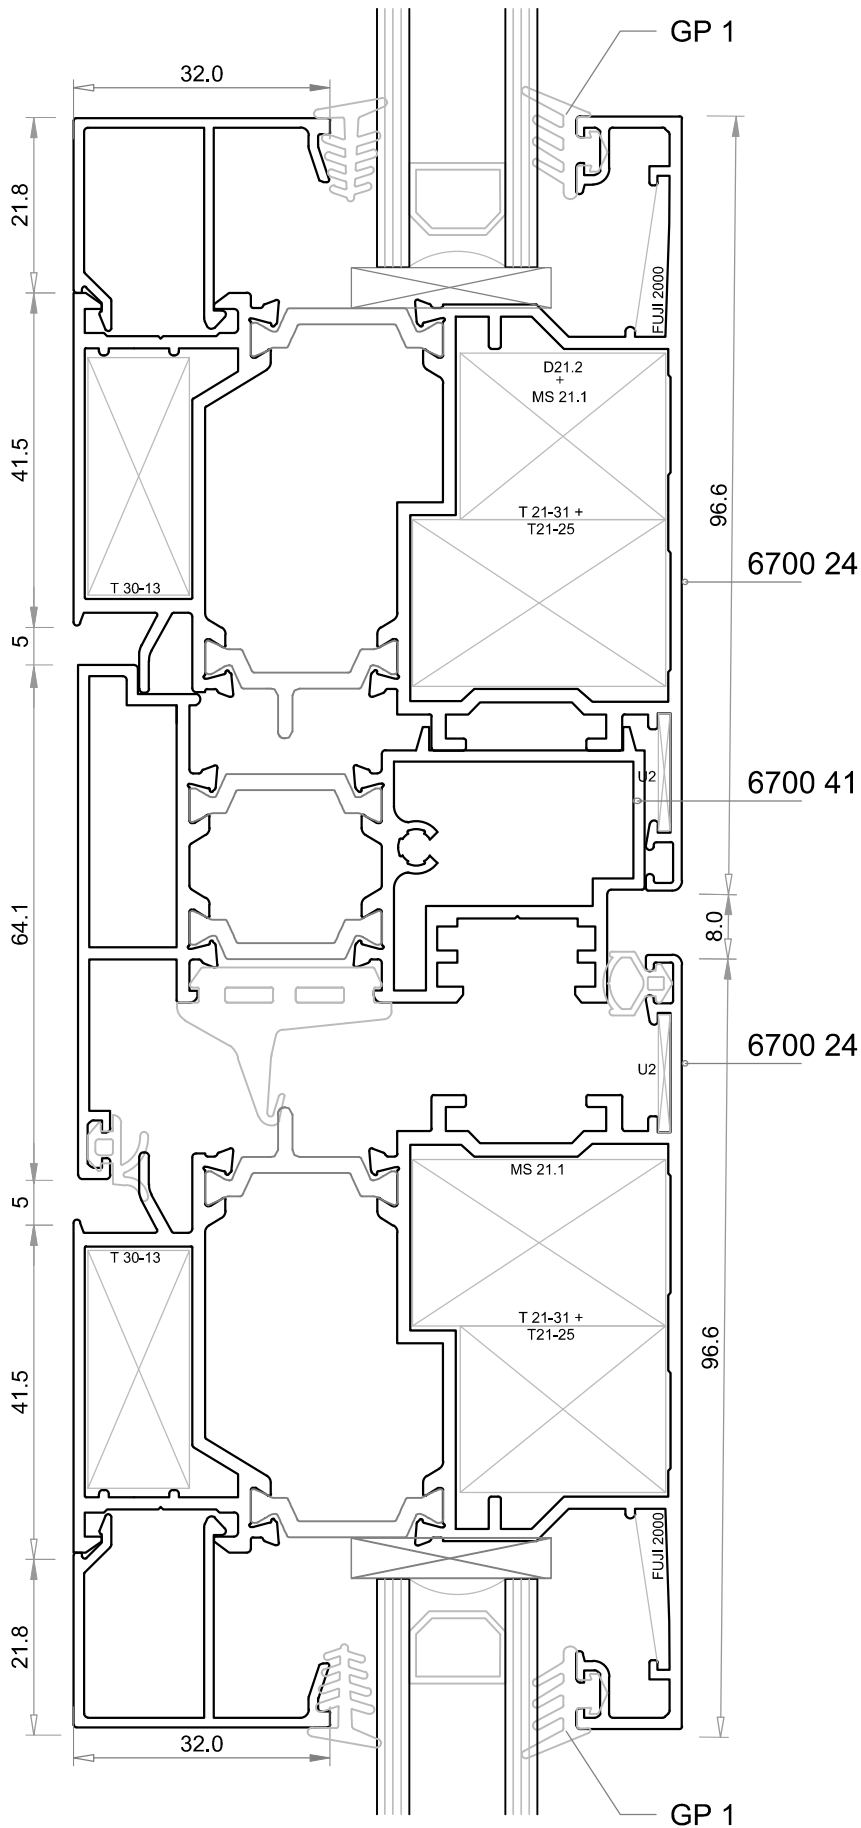 GP 1
32.0
21.8
FUJI 2000
D21.2
+
MS 21.1
41.5
96.6
T 21-31 +
T21-25
6700 24
T 30-13
5
U2
6700 41
64.1
8.0
6700 24
U2
MS 21.1
5
T 30-13
T 21-31 +
T21-25
96.6
41.5
FUJI 2000
21.8
32.0
GP 1